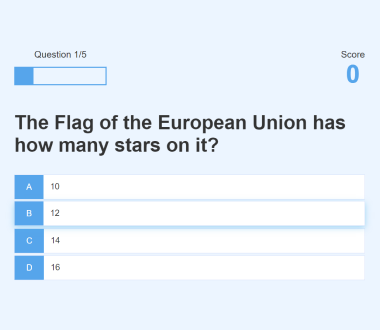 Question 1/5
Score
0
The Flag of the European Union has
how many stars on it?
A 10
B 12
C 14
D 16